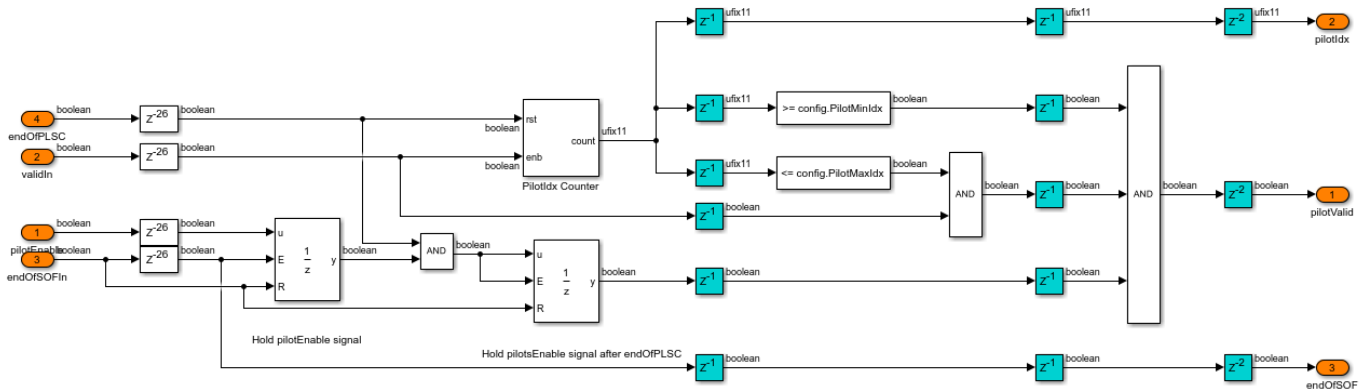 z⁻¹ ufix11 z⁻¹ ufix11 z⁻² ufix11 2
pilotIdx
boolean z⁻²⁶ boolean
4
endOfPLSC
boolean z⁻²⁶ boolean
2
validIn
rst
boolean
enb
boolean
count
ufix11
PilotIdx Counter
z⁻¹ ufix11 >= config.PilotMinIdx boolean z⁻¹ boolean
z⁻¹ ufix11 <= config.PilotMaxIdx boolean
z⁻¹ boolean
AND boolean z⁻¹ boolean
AND boolean z⁻² boolean 1
pilotValid
boolean z⁻²⁶ boolean
1
pilotEnable
boolean z⁻²⁶ boolean
3
endOfSOFIn
u
E
R
1
z
y
boolean
AND boolean
u
E
R
1
z
y
boolean z⁻¹ boolean z⁻¹ boolean
Hold pilotEnable signal
Hold pilotsEnable signal after endOfPLSC
z⁻¹ boolean z⁻¹ boolean z⁻² boolean 3
endOfSOF